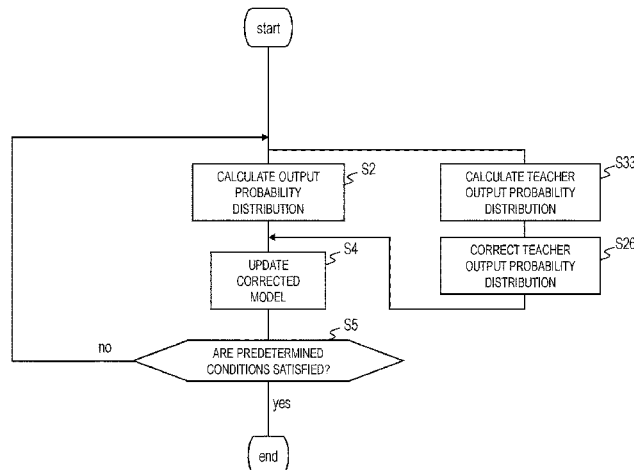 start
S2
CALCULATE OUTPUT
PROBABILITY
DISTRIBUTION
S33
CALCULATE TEACHER
OUTPUT PROBABILITY
DISTRIBUTION
S26
CORRECT TEACHER
OUTPUT PROBABILITY
DISTRIBUTION
S4
UPDATE
CORRECTED
MODEL
S5
ARE PREDETERMINED
CONDITIONS SATISFIED?
no
yes
end